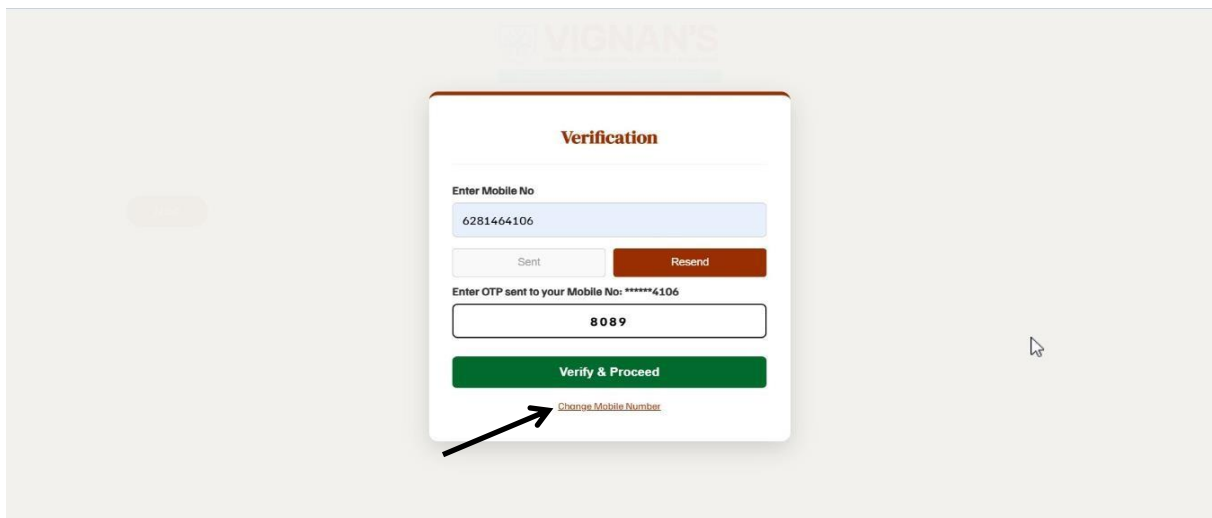 VIGNAN'S
Verification
Enter Mobile No
6281464106
Sent
Resend
Enter OTP sent to your Mobile No: ******4106
8089
Verify & Proceed
Change Mobile Number